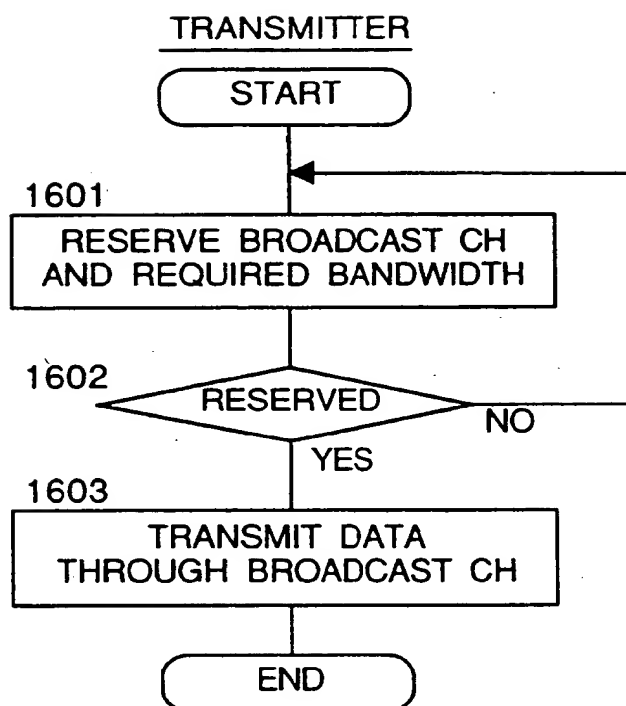 TRANSMITTER
START
1601
RESERVE BROADCAST CH
AND REQUIRED BANDWIDTH
1602
RESERVED
NO
YES
1603
TRANSMIT DATA
THROUGH BROADCAST CH
END